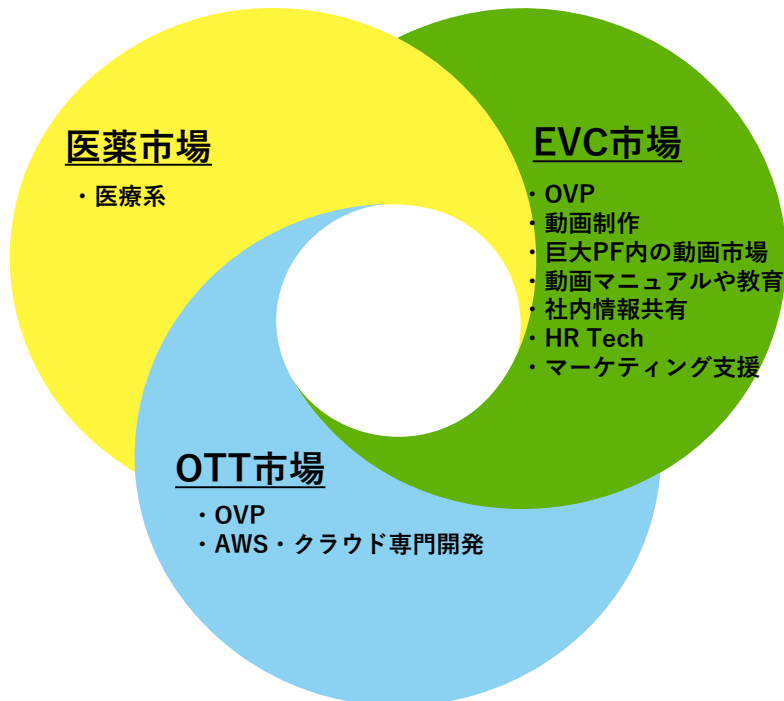 医薬市場
・医療系
EVC市場
・OVP
・動画制作
・巨大PF内の動画市場
・動画マニュアルや教育
・社内情報共有
・HR Tech
・マーケティング支援
OTT市場
・OVP
・AWS・クラウド専門開発